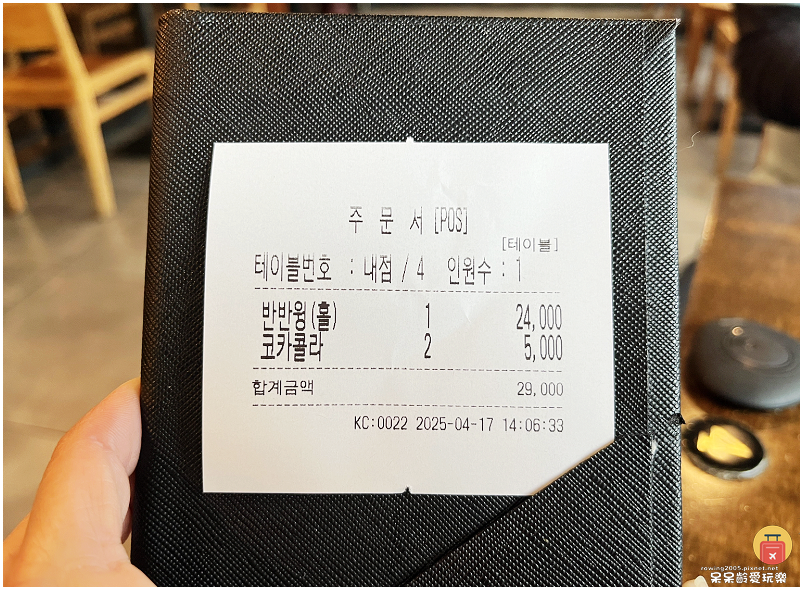 주 문 서 [POS]
[테이블]
테이블번호 : 내점 / 4 인원수 : 1
반반윙(홀) 1 24,000
코카콜라 2 5,000
합계금액 29,000
KC:0022 2025-04-17 14:06:33
rowing2005.pixnet.net
呆呆齡愛玩樂